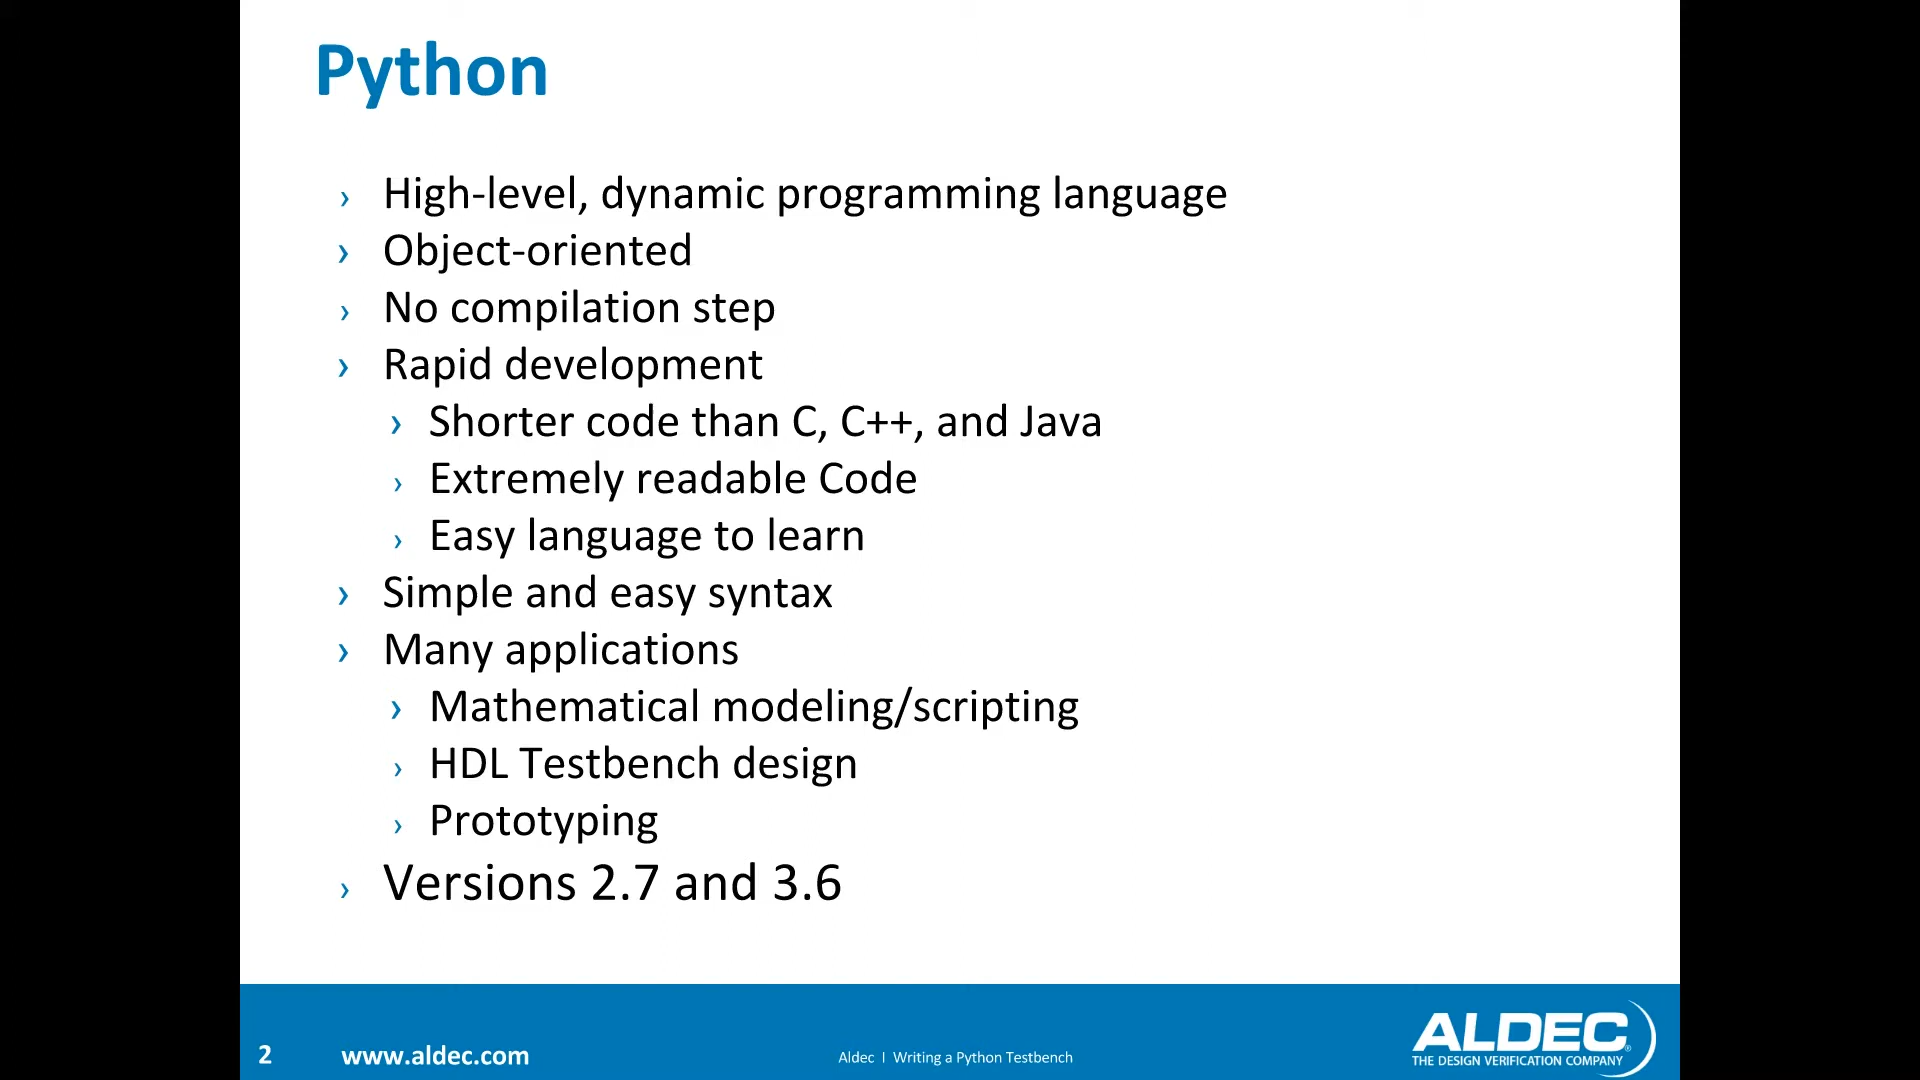 Python
› High-level, dynamic programming language
› Object-oriented
› No compilation step
› Rapid development
› Shorter code than C, C++, and Java
› Extremely readable Code
› Easy language to learn
› Simple and easy syntax
› Many applications
› Mathematical modeling/scripting
› HDL Testbench design
› Prototyping
› Versions 2.7 and 3.6
2 www.aldec.com Aldec | Writing a Python Testbench
ALDEC®
THE DESIGN VERIFICATION COMPANY